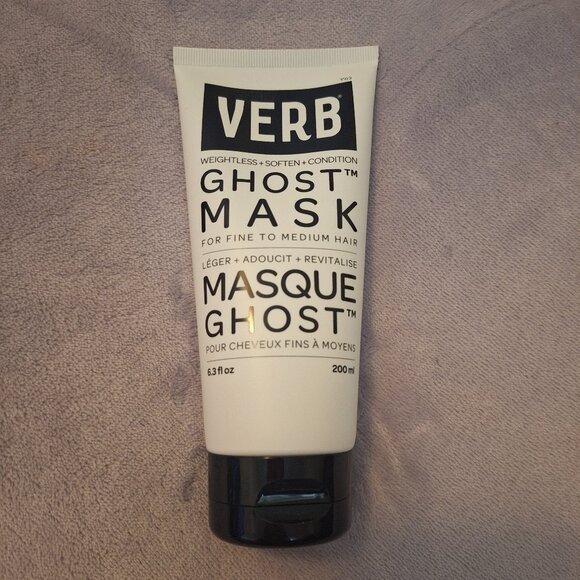 VERB®
WEIGHTLESS + SOFTEN + CONDITION
GHOST™
MASK
FOR FINE TO MEDIUM HAIR
LÉGER + ADOUCIT + REVITALISE
MASQUE
GHOST™
POUR CHEVEUX FINS À MOYENS
6.3 fl oz 200 ml